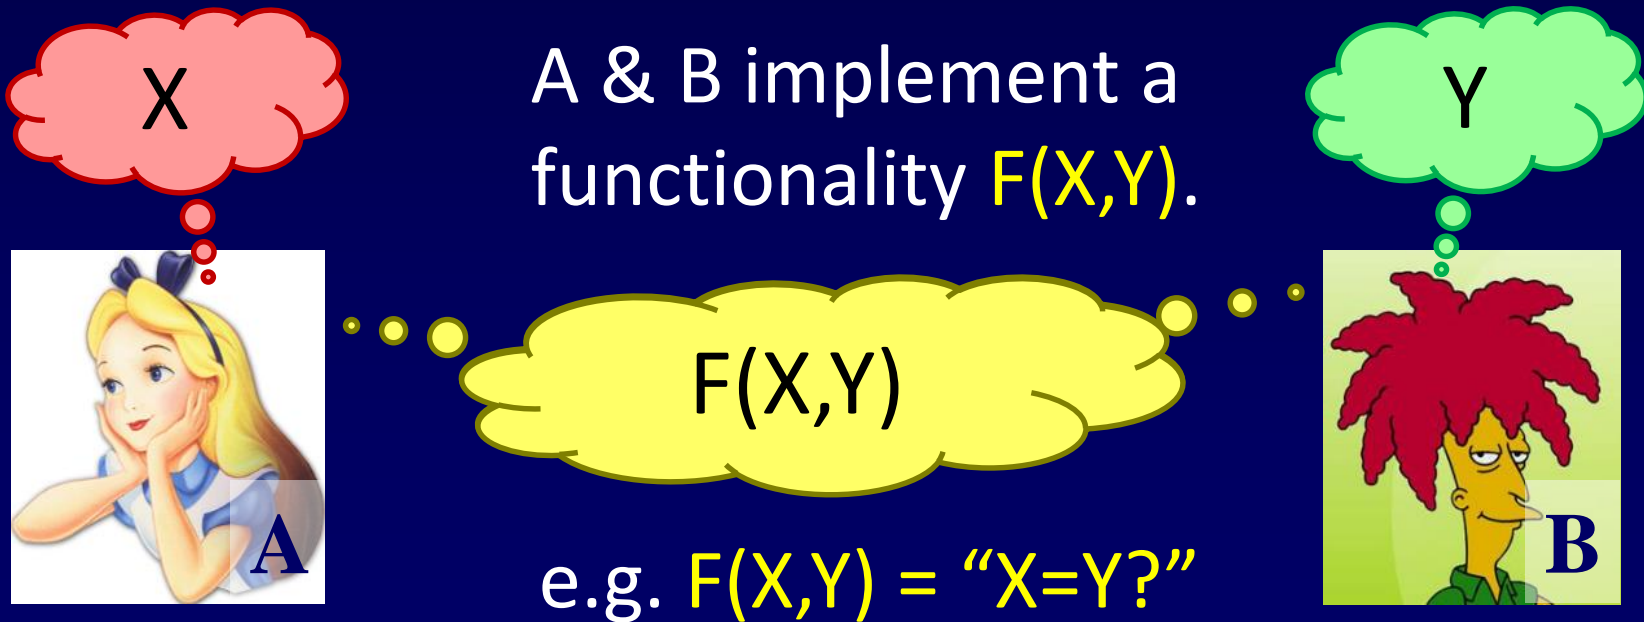 X
A & B implement a
functionality F(X,Y).
Y
F(X,Y)
A
B
e.g. F(X,Y) = “X=Y?”